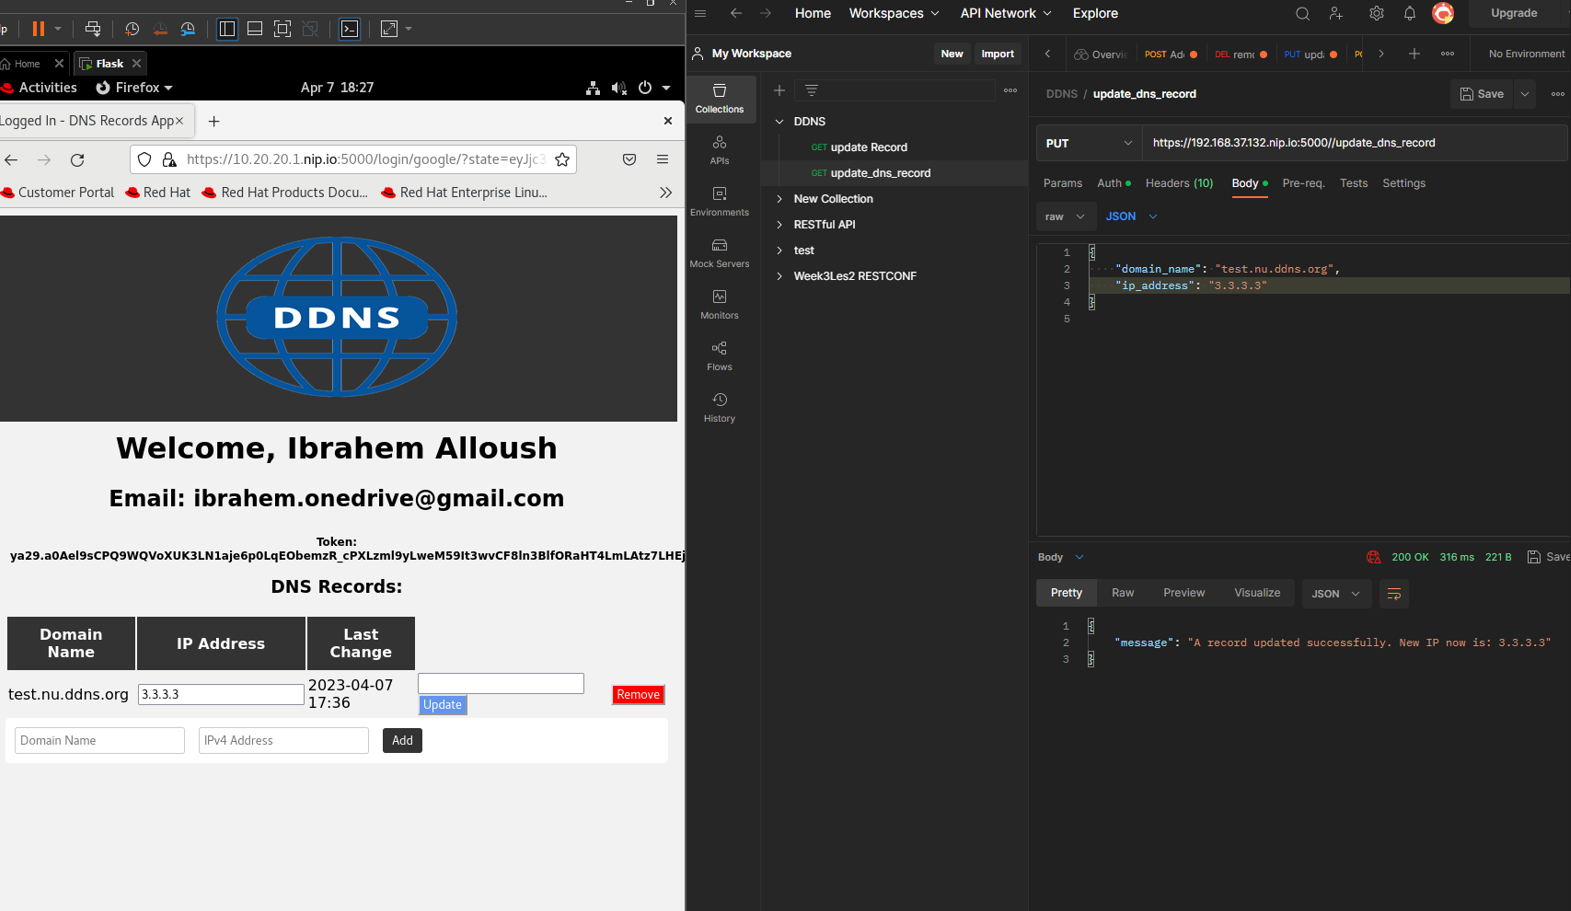 Home
Flask
Activities
Firefox
Apr 7 18:27
Logged In - DNS Records App
https://10.20.20.1.nip.io:5000/login/google/?state=eyJjc3
Customer Portal
Red Hat
Red Hat Products Docu...
Red Hat Enterprise Linu...
DDNS
Welcome, Ibrahem Alloush
Email: ibrahem.onedrive@gmail.com
Token:
DNS Records:
Domain Name
IP Address
Last Change
test.nu.ddns.org
3.3.3.3
2023-04-07 17:36
Update
Remove
Domain Name
IPv4 Address
Add
Home
Workspaces
API Network
Explore
Upgrade
My Workspace
New
Import
Overvi
POST Ad
DEL rem
PUT upd
No Environment
Collections
APIs
Environments
Mock Servers
Monitors
Flows
History
DDNS
GET update Record
GET update_dns_record
New Collection
RESTful API
test
Week3Les2 RESTCONF
DDNS / update_dns_record
Save
PUT
https://192.168.37.132.nip.io:5000//update_dns_record
Params
Auth
Headers (10)
Body
Pre-req.
Tests
Settings
raw
JSON
1 {
2 "domain_name": "test.nu.ddns.org",
3 "ip_address": "3.3.3.3"
4 }
5
Body
200 OK
316 ms
221 B
Save
Pretty
Raw
Preview
Visualize
JSON
1 {
2 "message": "A record updated successfully. New IP now is: 3.3.3.3"
3 }